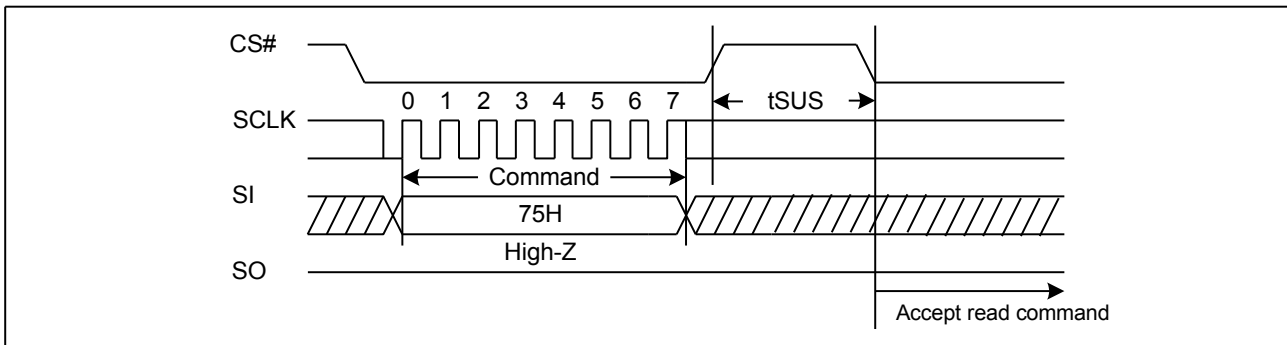 CS#
0 1 2 3 4 5 6 7
tSUS
SCLK
Command
SI
75H
High-Z
SO
Accept read command